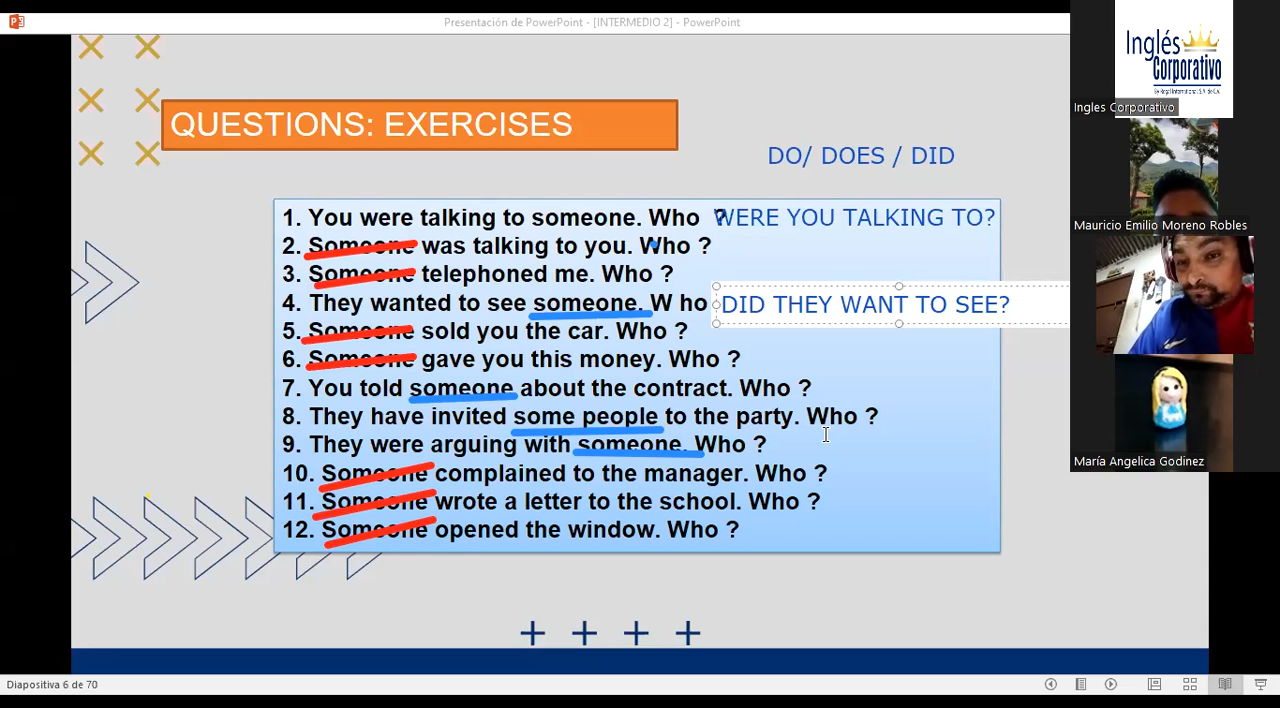 Presentación de PowerPoint - [INTERMEDIO 2] - PowerPoint
Inglés
Corporativo
by Regal International, S.A. de C.V.
Ingles Corporativo
QUESTIONS: EXERCISES
DO/ DOES / DID
1. You were talking to someone. Who ? WERE YOU TALKING TO?
Mauricio Emilio Moreno Robles
2. Someone was talking to you. Who ?
3. Someone telephoned me. Who ?
4. They wanted to see someone. W ho DID THEY WANT TO SEE?
5. Someone sold you the car. Who ?
6. Someone gave you this money. Who ?
7. You told someone about the contract. Who ?
8. They have invited some people to the party. Who ?
9. They were arguing with someone. Who ?
María Angelica Godinez
10. Someone complained to the manager. Who ?
11. Someone wrote a letter to the school. Who ?
12. Someone opened the window. Who ?
Diapositiva 6 de 70